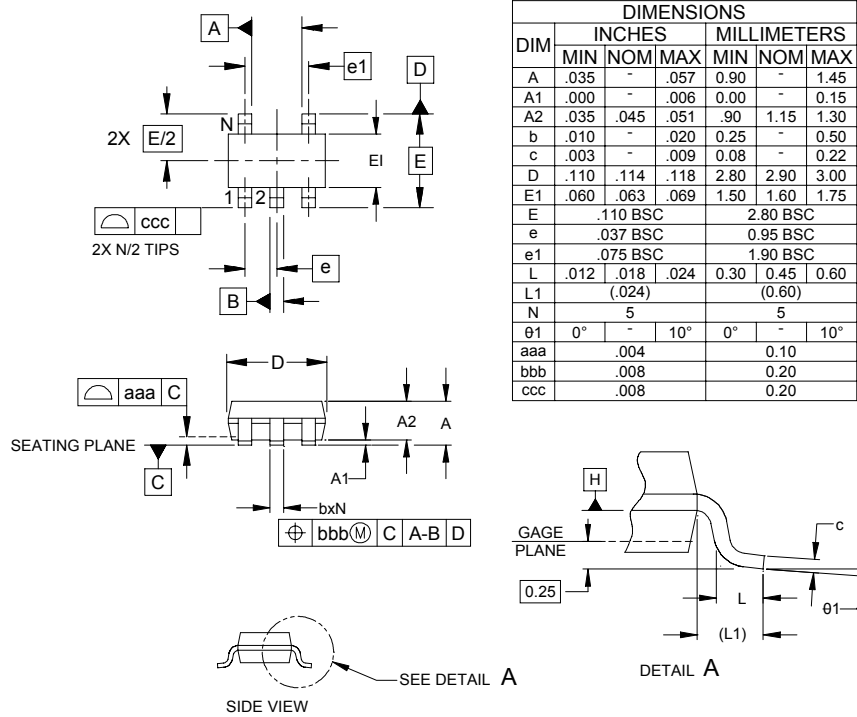 A
e1
D
N
2X E/2
EI
E
1 2
ccc
2X N/2 TIPS
e
B
D
aaa C
A2 A
SEATING PLANE
C
A1
bxN
bbb M C A-B D
SEE DETAIL A
SIDE VIEW
DIMENSIONS
DIM INCHES MILLIMETERS
MIN NOM MAX MIN NOM MAX
A .035 - .057 0.90 - 1.45
A1 .000 - .006 0.00 - 0.15
A2 .035 .045 .051 .90 1.15 1.30
b .010 - .020 0.25 - 0.50
c .003 - .009 0.08 - 0.22
D .110 .114 .118 2.80 2.90 3.00
E1 .060 .063 .069 1.50 1.60 1.75
E .110 BSC 2.80 BSC
e .037 BSC 0.95 BSC
e1 .075 BSC 1.90 BSC
L .012 .018 .024 0.30 0.45 0.60
L1 (.024) (0.60)
N 5 5
θ1 0° - 10° 0° - 10°
aaa .004 0.10
bbb .008 0.20
ccc .008 0.20
H
GAGE
PLANE
c
0.25
L
θ1
(L1)
DETAIL A